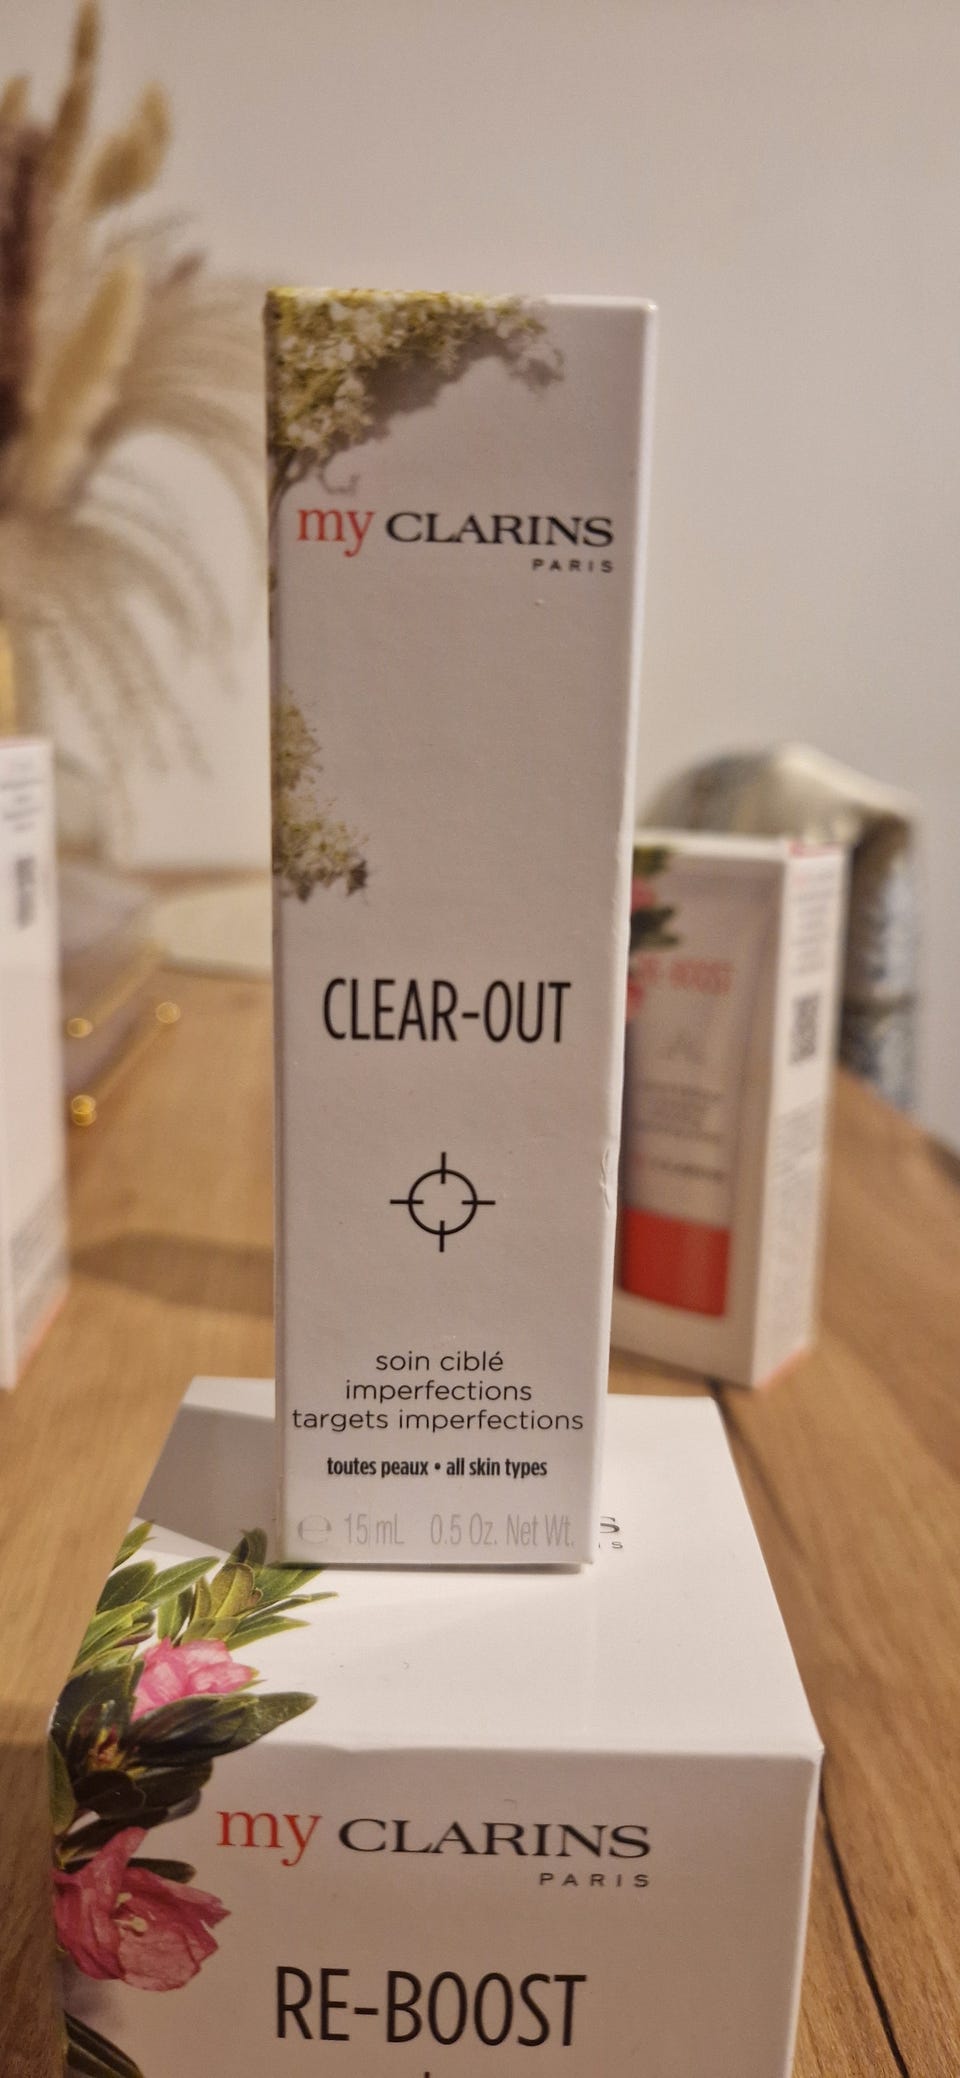 my CLARINS
PARIS
CLEAR-OUT
soin ciblé
imperfections
targets imperfections
toutes peaux • all skin types
℮ 15 mL 0.5 Oz. Net Wt.
my CLARINS
PARIS
RE-BOOST